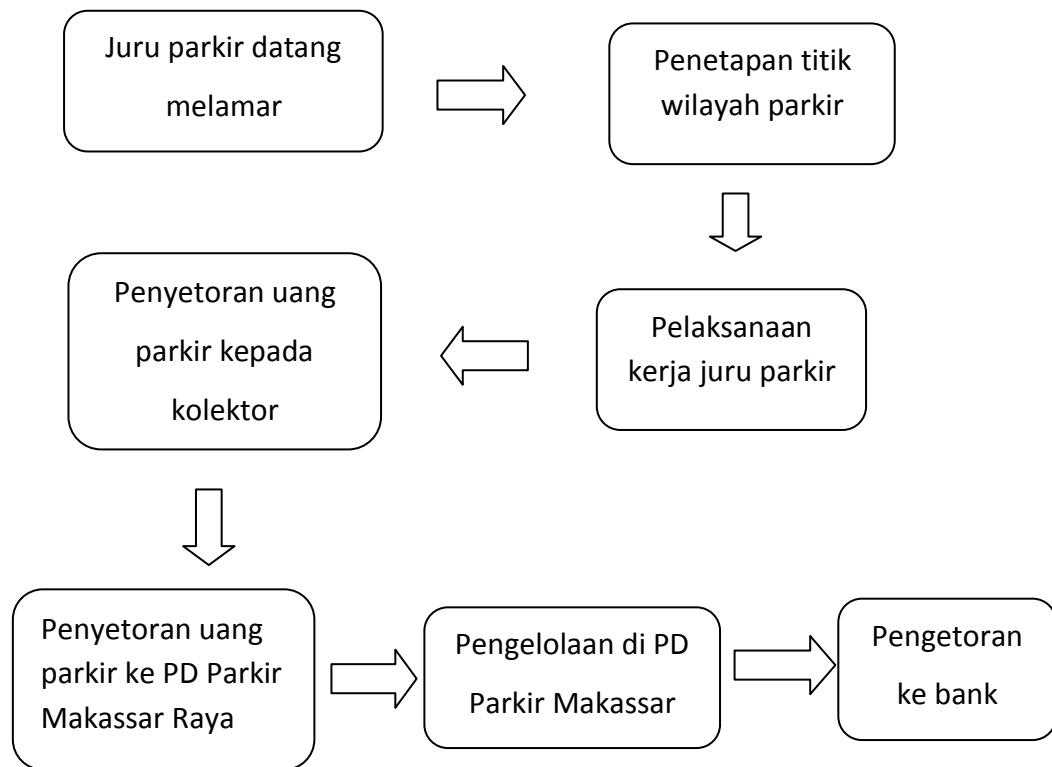 Juru parkir datang
melamar
Penetapan titik
wilayah parkir
Pelaksanaan
kerja juru parkir
Penyetoran uang
parkir kepada
kolektor
Penyetoran uang
parkir ke PD Parkir
Makassar Raya
Pengelolaan di PD
Parkir Makassar
Pengetoran
ke bank